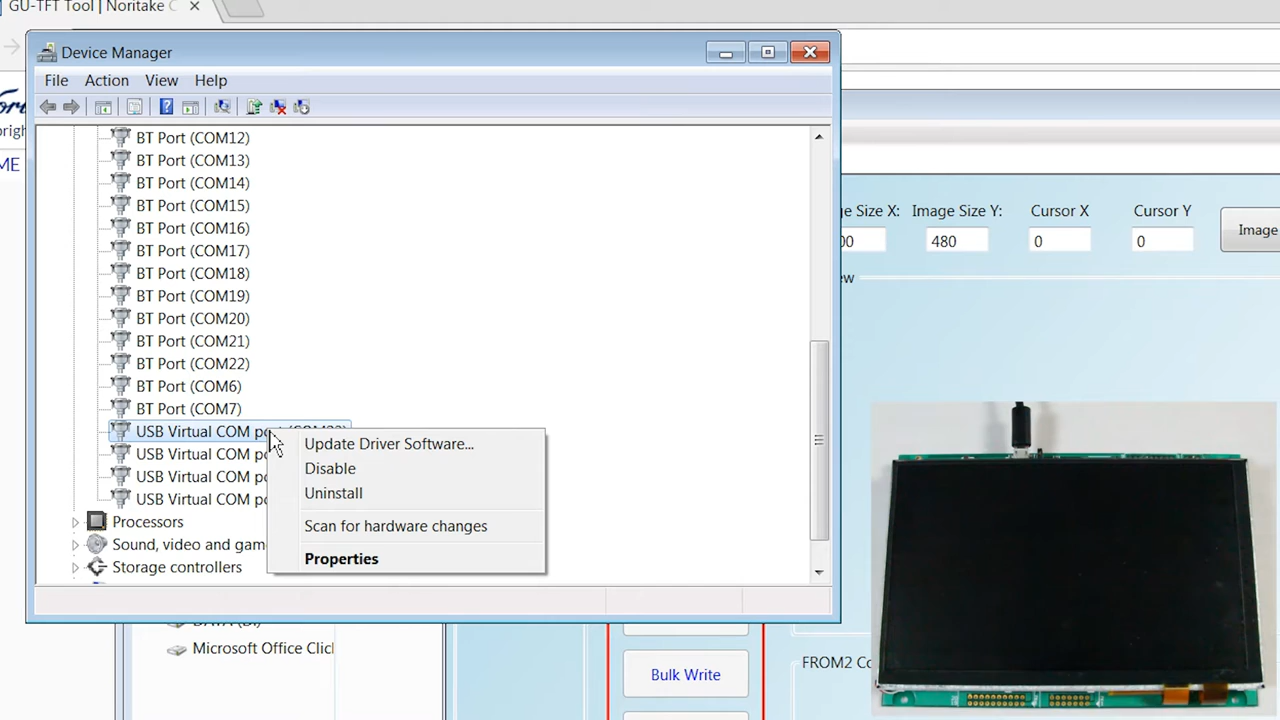 GU-TFT Tool | Noritake
Device Manager
File Action View Help
BT Port (COM12)
BT Port (COM13)
BT Port (COM14)
BT Port (COM15)
BT Port (COM16)
BT Port (COM17)
BT Port (COM18)
BT Port (COM19)
BT Port (COM20)
BT Port (COM21)
BT Port (COM22)
BT Port (COM6)
BT Port (COM7)
USB Virtual COM
USB Virtual COM
USB Virtual COM
USB Virtual COM
Processors
Sound, video and
Storage controllers
Update Driver Software...
Disable
Uninstall
Scan for hardware changes
Properties
Size X: Image Size Y: Cursor X Cursor Y
480 0 0 Image
Microsoft Office
Bulk Write
FROM2